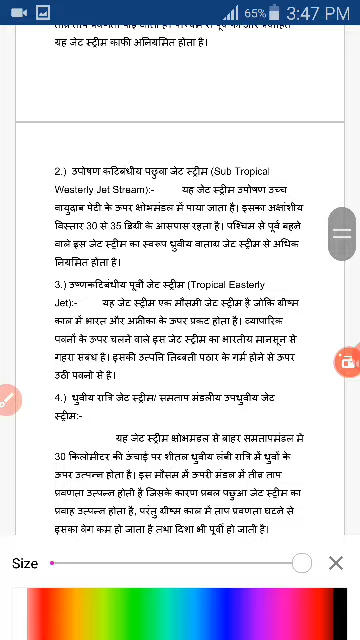 65% 3:47 PM
यह जेट स्ट्रीम काफी अनियमित होता है।
2.) उपोषण कटिबंधीय पछुवा जेट स्ट्रीम (Sub Tropical
Westerly Jet Stream):- यह जेट स्ट्रीम उपोषण उच्च
वायुदाब पेटी के ऊपर क्षोभमंडल में पाया जाता है। इसका अक्षांशीय
विस्तार 30 से 35 डिग्री के आसपास रहता है। पश्चिम से पूर्व बहने
वाले इस जेट स्ट्रीम का स्वरूप ध्रुवीय वाताग्र जेट स्ट्रीम से अधिक
नियमित होता है।
3.) उष्णकटिबंधीय पूर्वी जेट स्ट्रीम (Tropical Easterly
Jet):- यह जेट स्ट्रीम एक मौसमी जेट स्ट्रीम है जोकि ग्रीष्म
काल में भारत और अफ्रीका के ऊपर प्रकट होता है। व्यापारिक
पवनों के ऊपर चलने वाले इस जेट स्ट्रीम का भारतीय मानसून से
गहरा संबंध है। इसकी उत्पत्ति तिब्बती पठार के गर्म होने से ऊपर
उठी पवनो से है।
4.) ध्रुवीय रात्रि जेट स्ट्रीम/ समताप मंडलीय उपध्रुवीय जेट
स्ट्रीम:-
यह जेट स्ट्रीम क्षोभमंडल से बाहर समतापमंडल मे
30 किलोमीटर की ऊंचाई पर शीतल ध्रुवीय लंबी रात्रि में ध्रुवों के
ऊपर उत्पन्न होता है। इस मौसम में ऊपरी मंडल में तीव्र ताप
प्रवणता उत्पन्न होती है जिसके कारण प्रबल पछुआ जेट स्ट्रीम का
प्रवाह उत्पन्न होता है, परंतु ग्रीष्म काल मे ताप प्रवणता घटने से
इसका वेग कम हो जाता है तथा दिशा भी पूर्वी हो जाती है।
Size